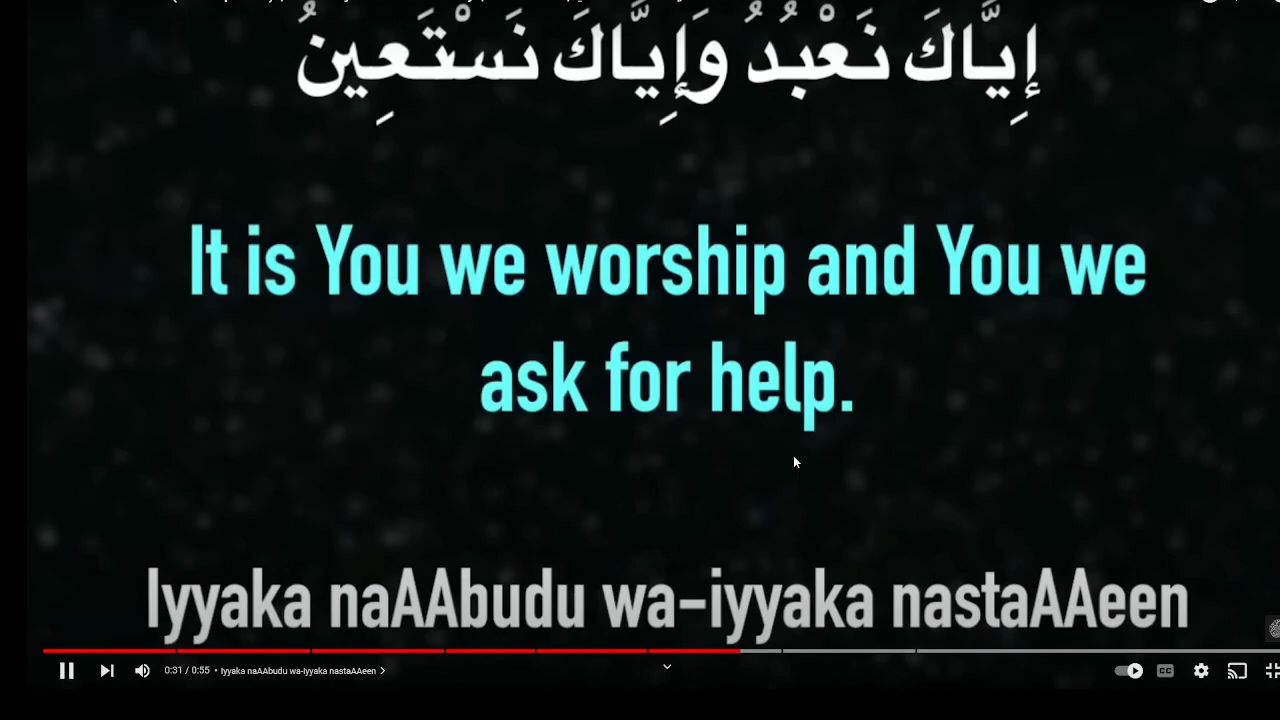 إِيَّاكَ نَعْبُدُ وَإِيَّاكَ نَسْتَعِينُ
It is You we worship and You we
ask for help.
Iyyaka naAAbudu wa-iyyaka nastaAAeen
0:31 / 0:55 • Iyyaka naAAbudu wa-iyyaka nastaAAeen
CC